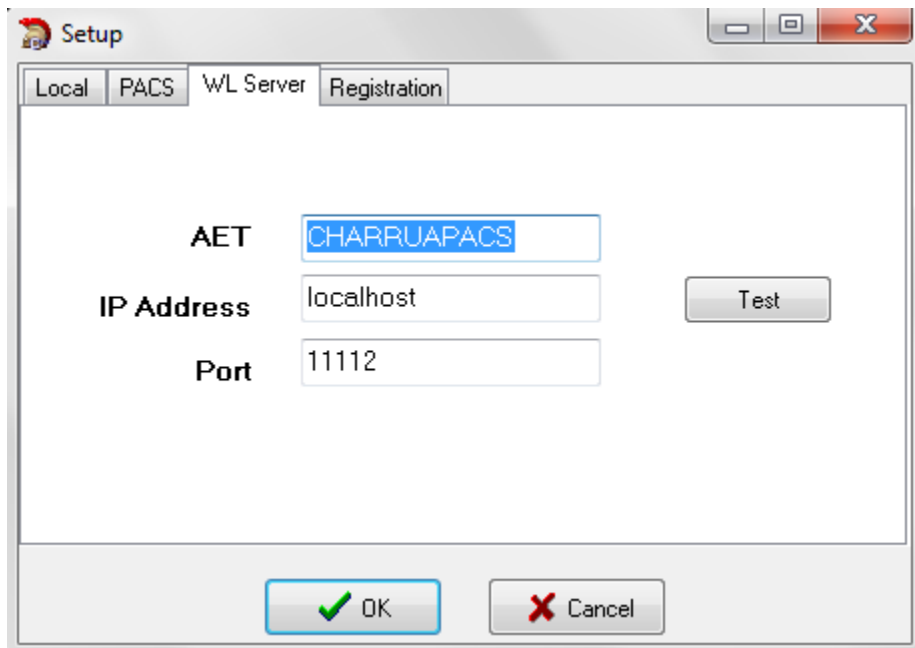 Setup
Local PACS WL Server Registration
AET CHARRUAPACS
IP Address localhost
Test
Port 11112
OK Cancel